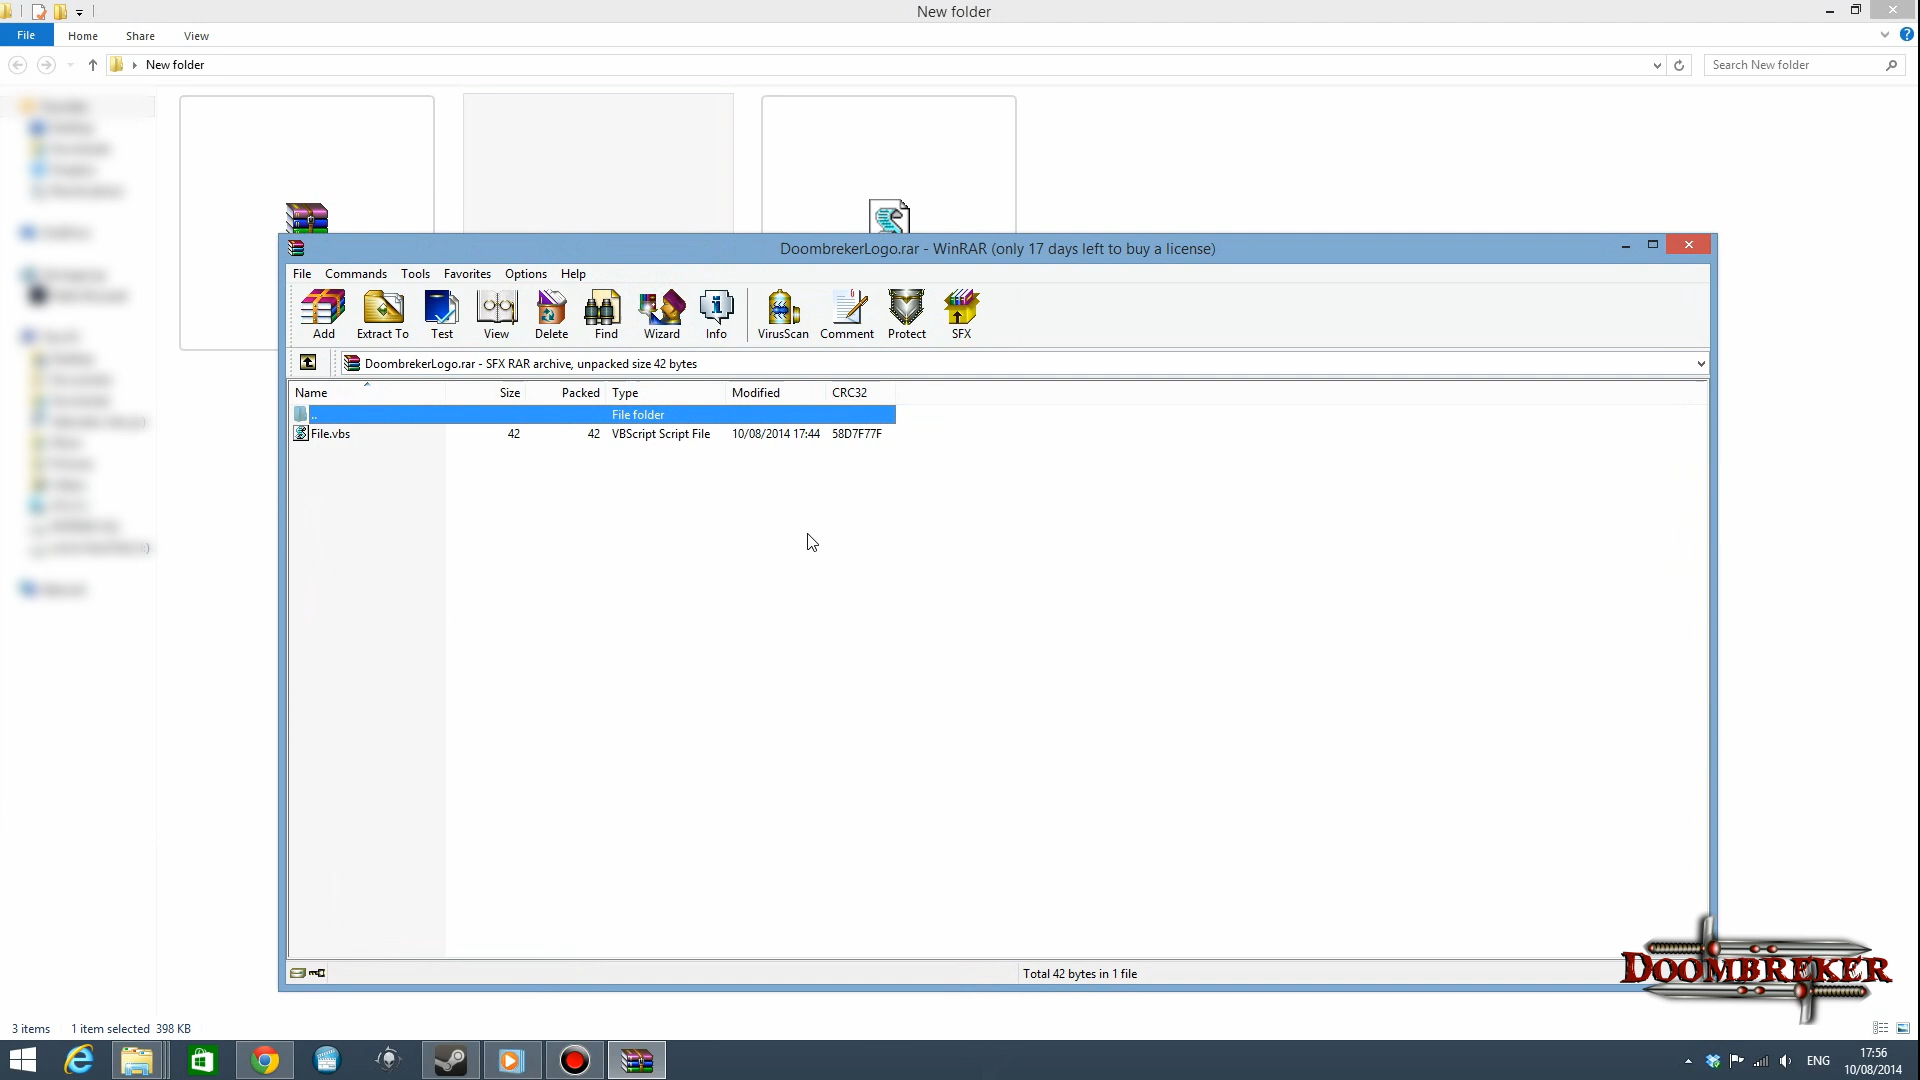 New folder
File Home Share View
New folder
Search New folder
DoombrekerLogo.rar - WinRAR (only 17 days left to buy a license)
File Commands Tools Favorites Options Help
Add Extract To Test View Delete Find Wizard Info VirusScan Comment Protect SFX
DoombrekerLogo.rar - SFX RAR archive, unpacked size 42 bytes
Name Size Packed Type Modified CRC32
.. File folder
File.vbs 42 42 VBScript Script File 10/08/2014 17:44 58D7F77F
Total 42 bytes in 1 file
DOOMBREKER
3 items 1 item selected 398 KB
ENG
17:56
10/08/2014